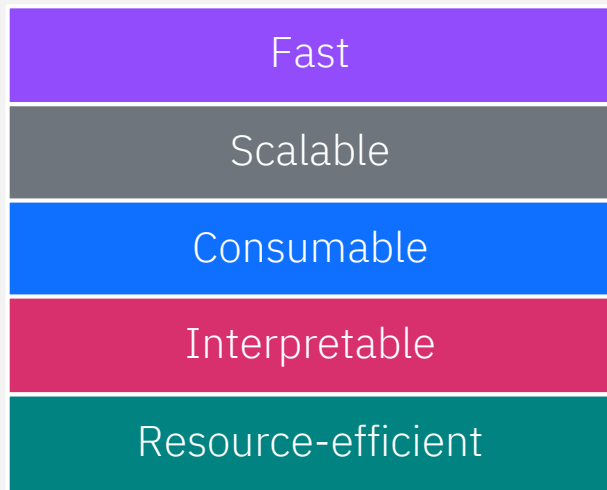 Fast
Scalable
Consumable
Interpretable
Resource-efficient